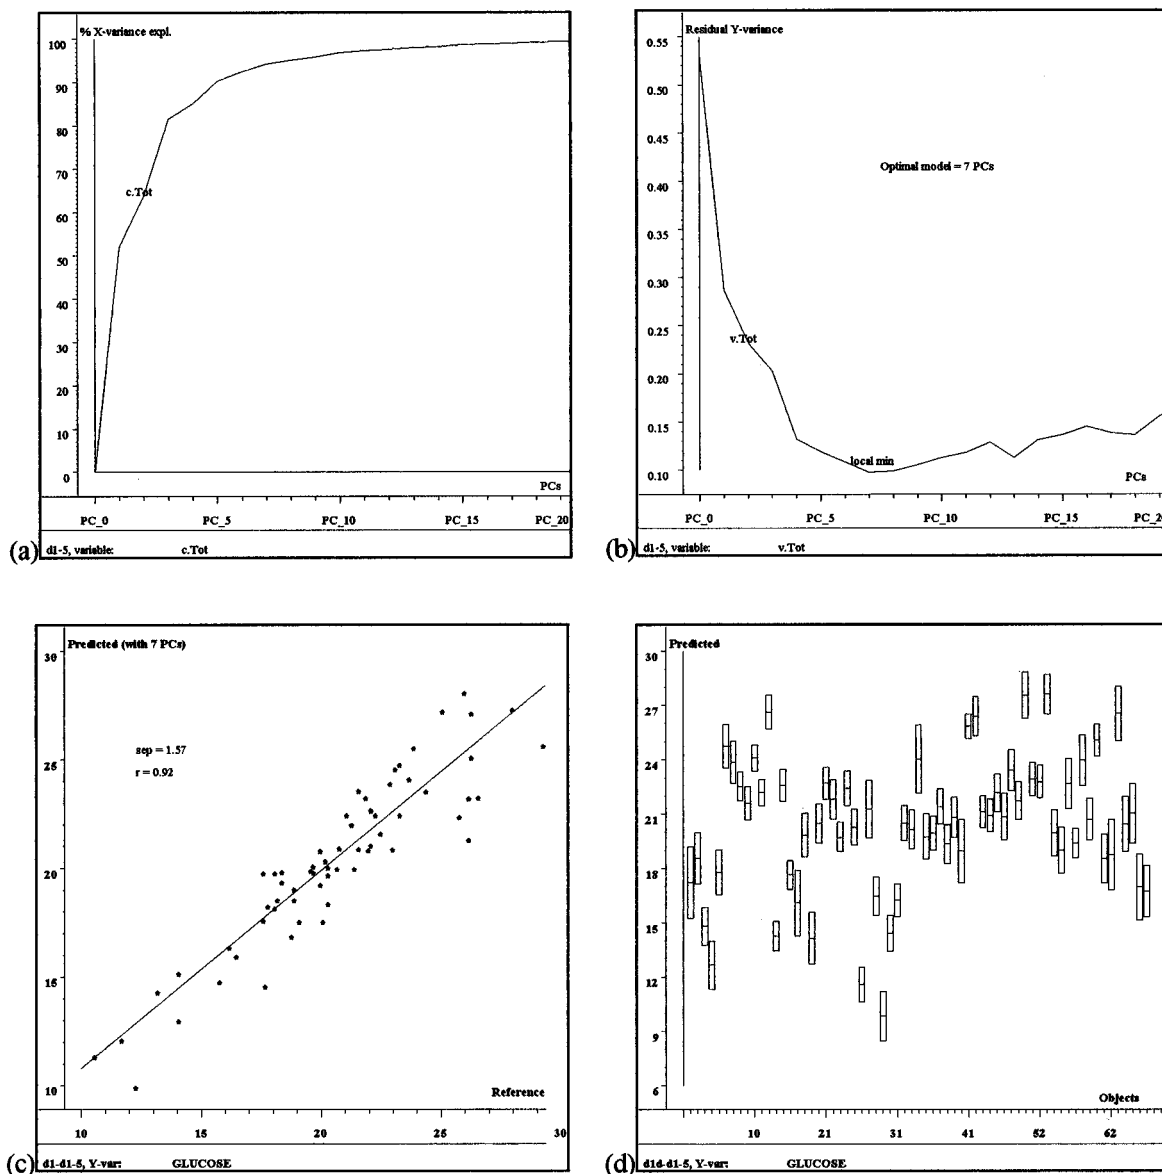 % X-variance expl.
100
90
80
70
60
50
40
30
20
10
0
c.Tot
PCs
PC_0 PC_5 PC_10 PC_15 PC_20
(a) d1-5, variable: c.Tot
Residual Y-variance
0.55
0.50
0.45
0.40
0.35
0.30
0.25
0.20
0.15
0.10
Optimal model = 7 PCs
v.Tot
local min
PCs
PC_0 PC_5 PC_10 PC_15 PC_20
(b) d1-5, variable: v.Tot
Predicted (with 7 PCs)
30
25
20
15
10
sep = 1.57
r = 0.92
Reference
10 15 20 25 30
(c) d1-d1-5, Y-var: GLUCOSE
Predicted
30
27
24
21
18
15
12
9
6
Objects
10 21 31 41 52 62
(d) d1d-d1-5, Y-var: GLUCOSE